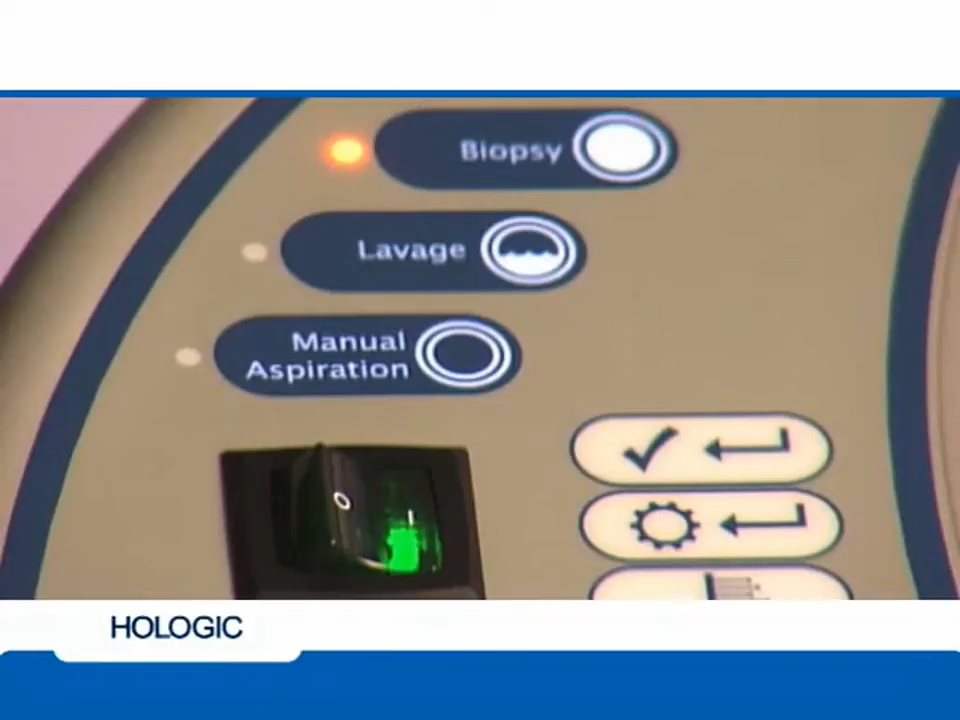 Biopsy
Lavage
Manual
Aspiration
HOLOGIC